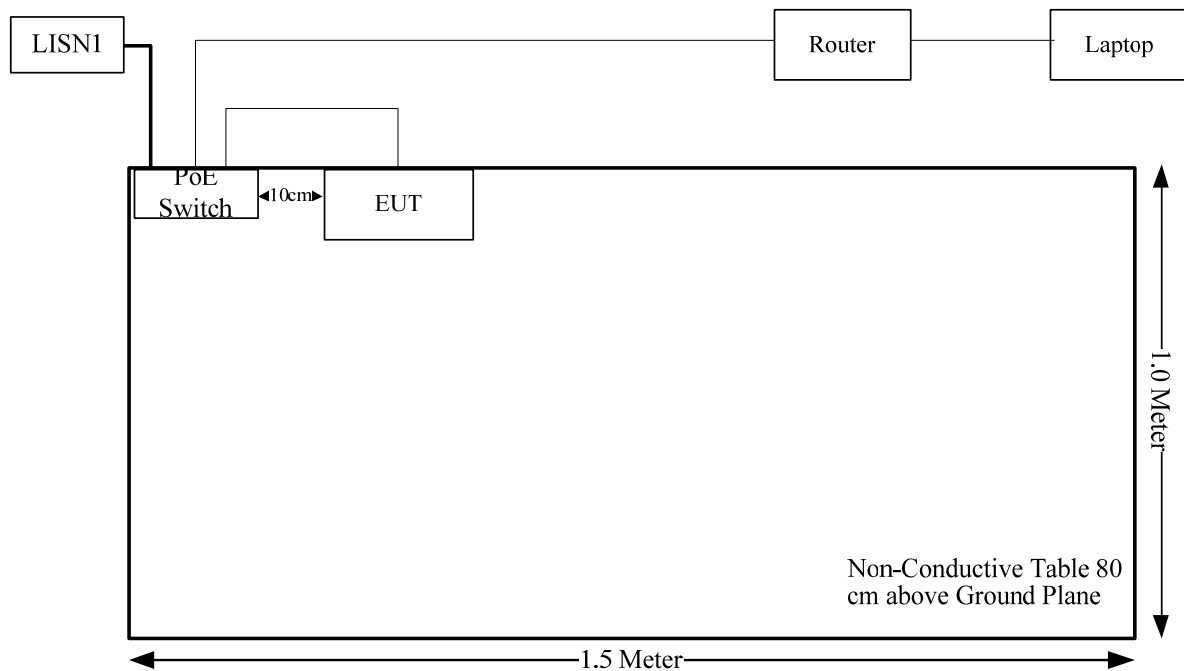 LISN1
Router
Laptop
PoE
Switch
10cm
EUT
1.0 Meter
Non-Conductive Table 80
cm above Ground Plane
1.5 Meter